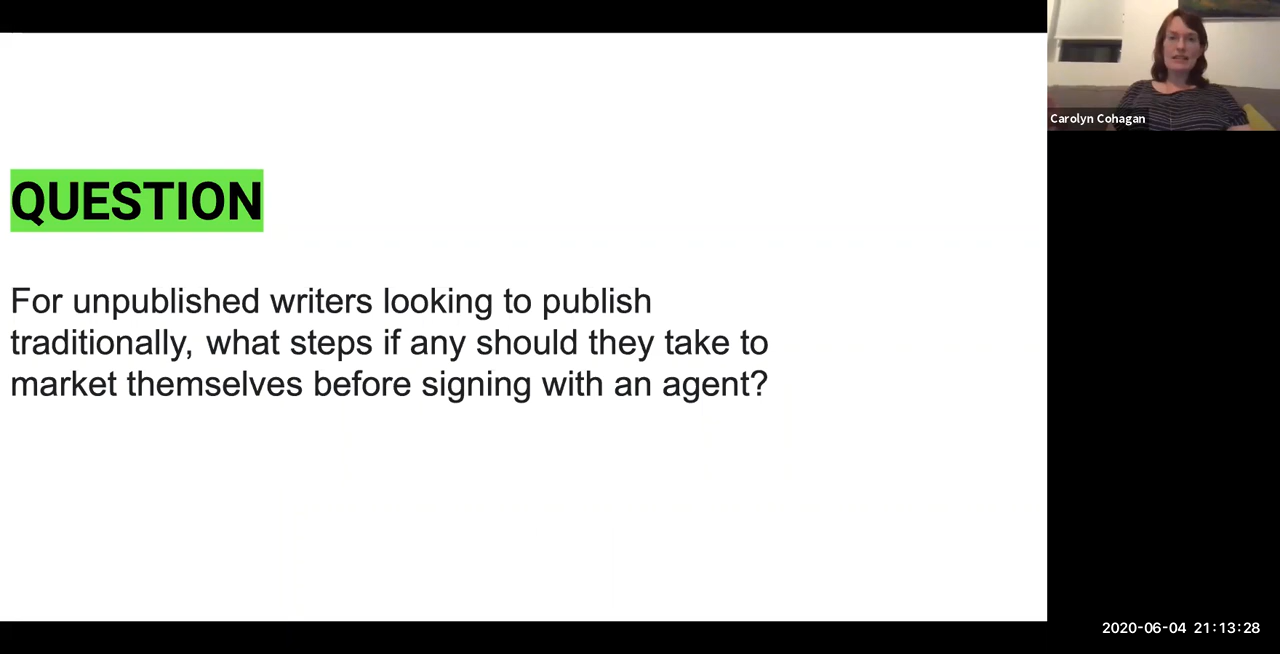 QUESTION
For unpublished writers looking to publish
traditionally, what steps if any should they take to
market themselves before signing with an agent?
Carolyn Cohagan
2020-06-04 21:13:28